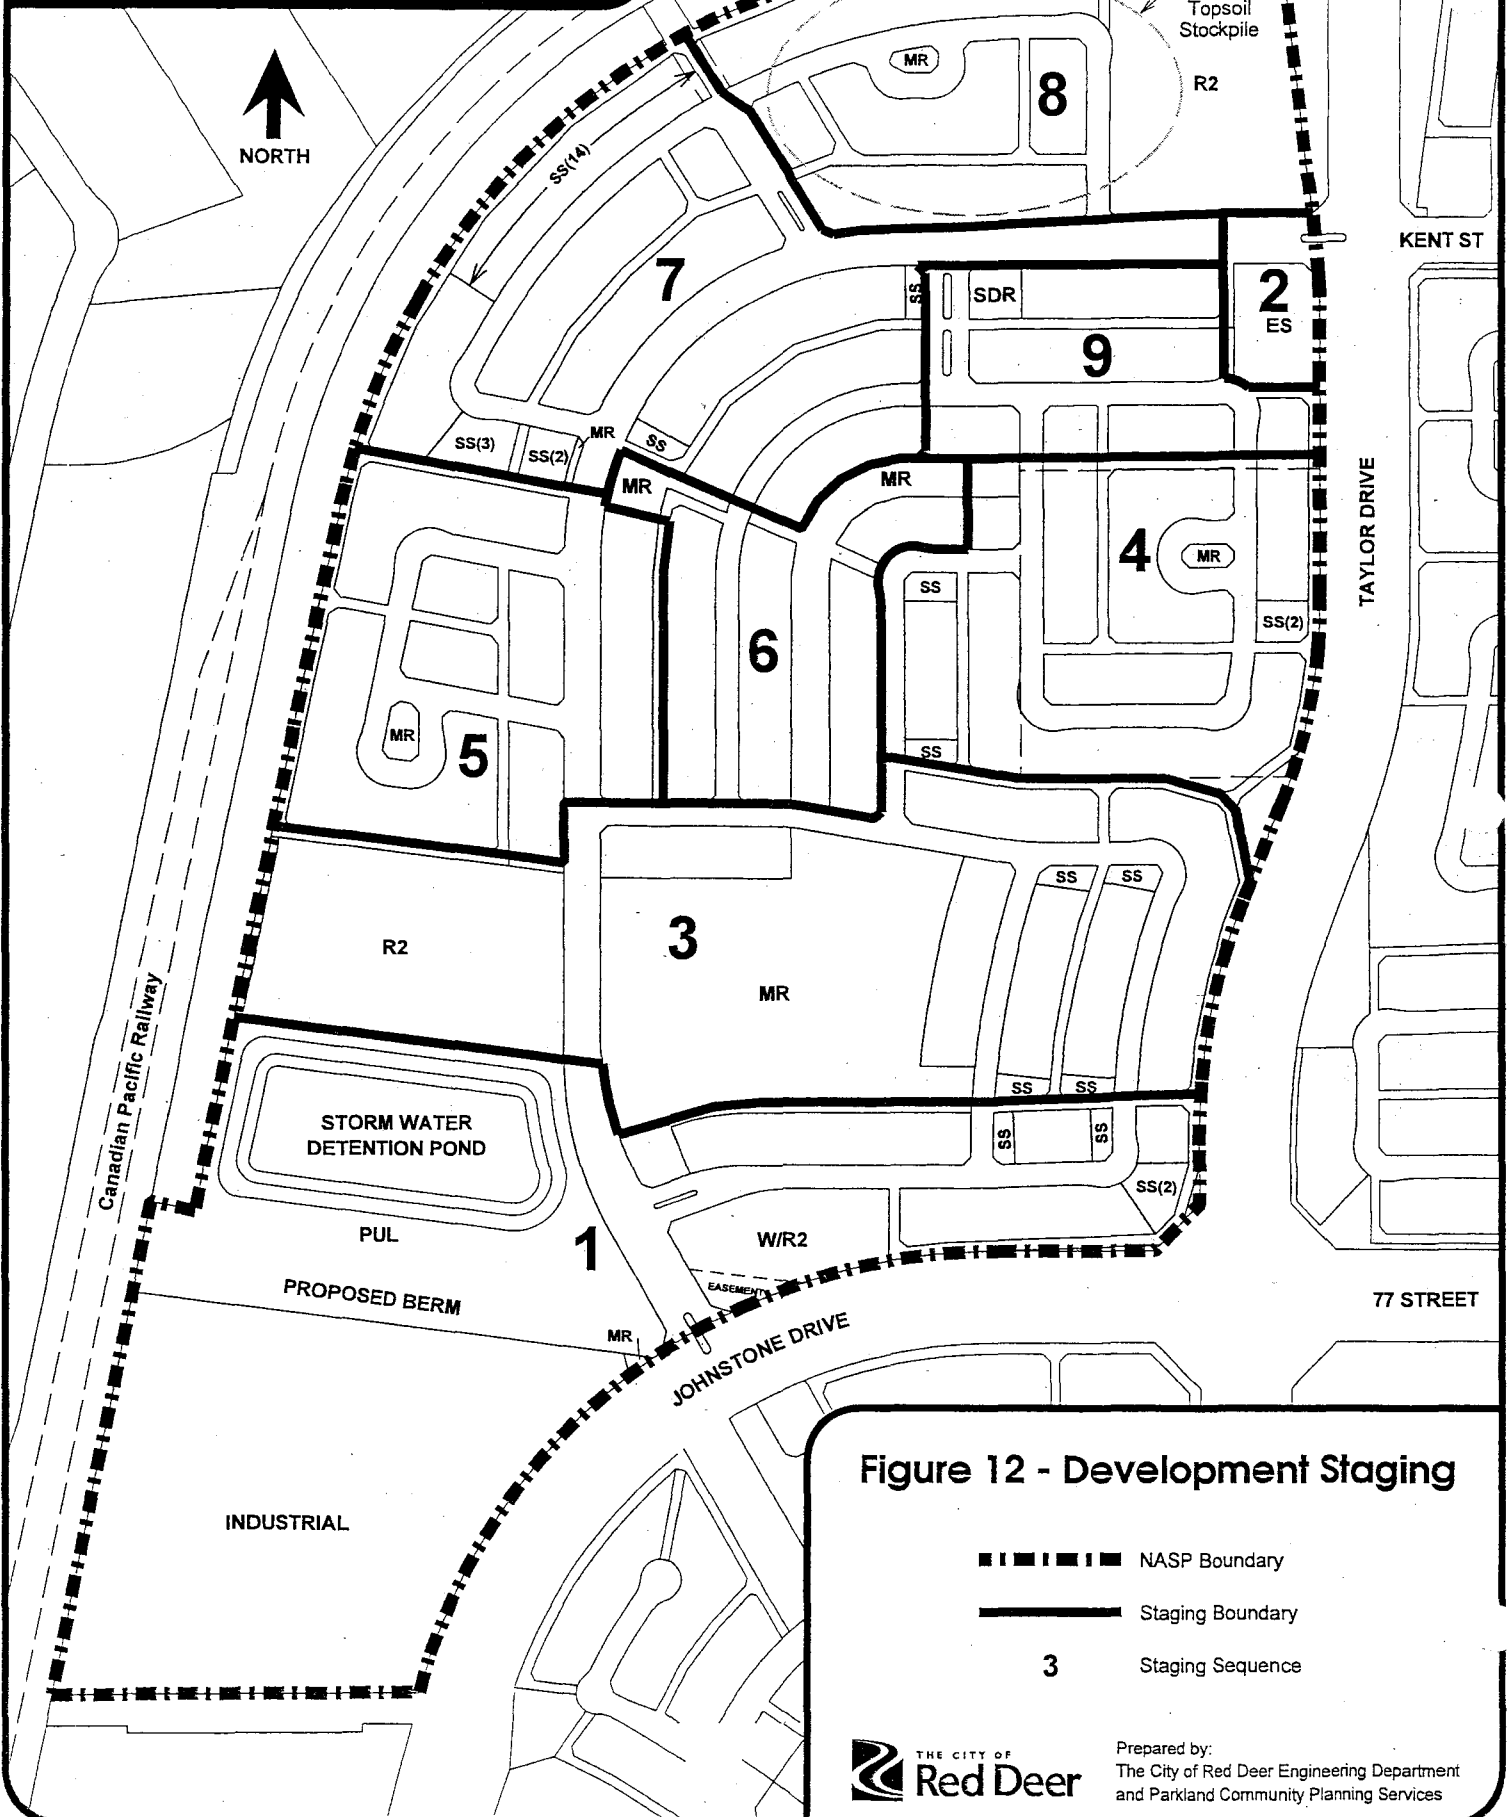 Topsoil
Stockpile
MR
8
R2
NORTH
SS(14)
KENT ST
7
SS
SDR
2
ES
9
SS(3)
SS(2)
MR
SS
MR
MR
TAYLOR DRIVE
4
MR
SS
SS(2)
6
MR
5
SS
SS
SS
R2
3
MR
Canadian Pacific Railway
SS
SS
STORM WATER
DETENTION POND
SS
SS
SS(2)
PUL
1
W/R2
EASEMENT
PROPOSED BERM
77 STREET
MR
JOHNSTONE DRIVE
INDUSTRIAL
Figure 12 - Development Staging
NASP Boundary
Staging Boundary
3
Staging Sequence
THE CITY OF
Red Deer
Prepared by:
The City of Red Deer Engineering Department
and Parkland Community Planning Services